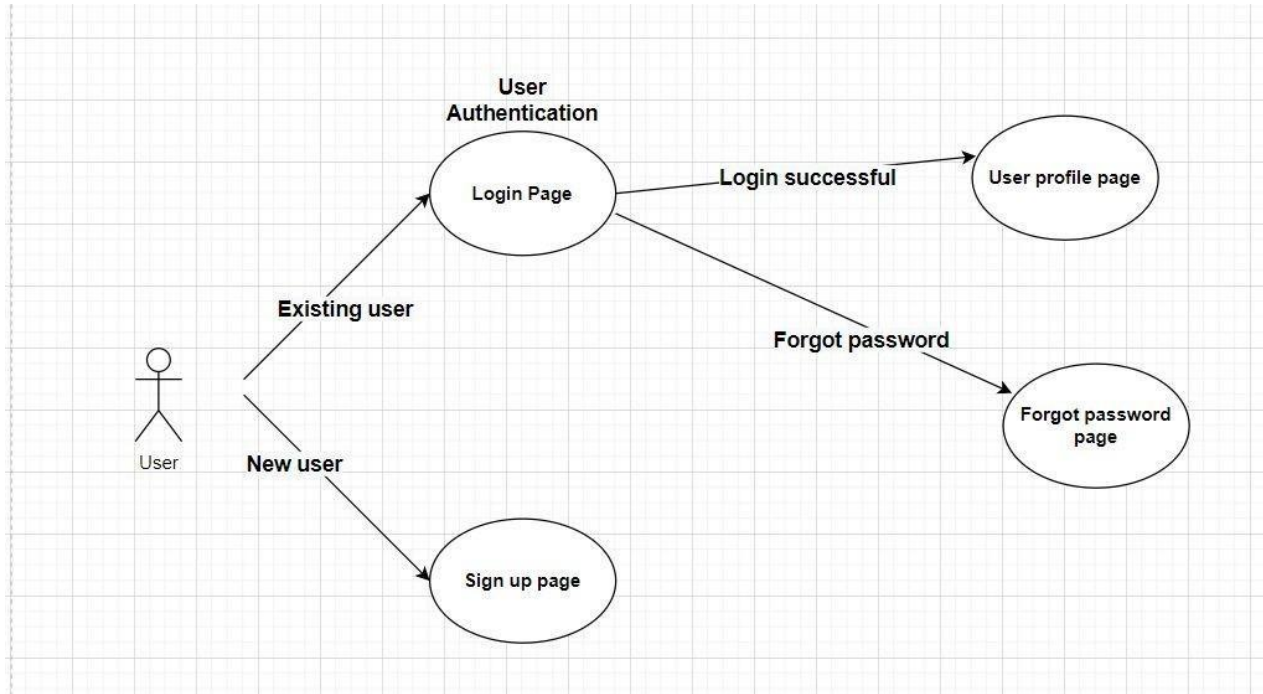 User
Authentication
Login Page
Login successful
User profile page
Existing user
Forgot password
Forgot password
page
User
New user
Sign up page